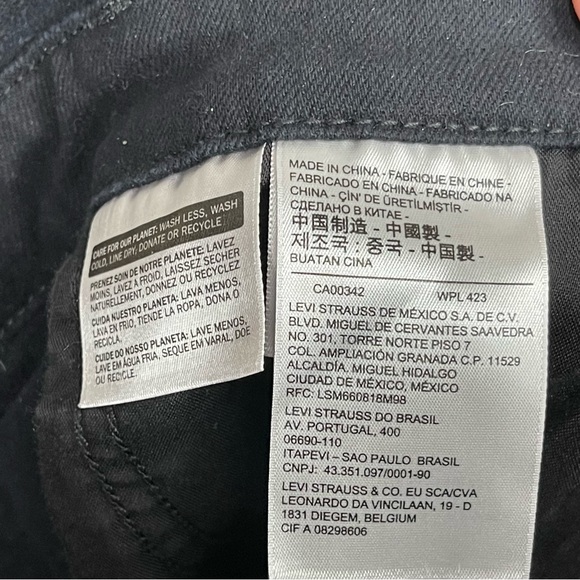 CARE FOR OUR PLANET: WASH LESS, WASH
COLD, LINE DRY, DONATE OR RECYCLE
PRENEZ SOIN DE NOTRE PLANETE: LAVEZ
MOINS, LAVEZ A FROID, LAISSEZ SECHER
NATURELLEMENT, DONNEZ OU RECYCLEZ
CUIDA NUESTRO PLANETA: LAVA MENOS,
LAVA EN FRIO, TIENDE LA ROPA, DONA O
CUIDE DO NOSSO PLANETA: LAVE MENOS,
LAVE EM ÁGUA FRIA, SEQUE EM VARAL, DOE
OU RECICLE.
MADE IN CHINA - FABRIQUE EN CHINE -
FABRICADO EN CHINA - FABRICADO NA
CHINA - ÇİN' DE ÜRETİLMİŞTİR -
СДЕЛАНО В КИТАЕ -
中国制造 - 中國製 -
제조국 : 중국 - 中国製 -
BUATAN CINA
CA00342 WPL 423
LEVI STRAUSS DE MÉXICO S.A. DE C.V.
BLVD. MIGUEL DE CERVANTES SAAVEDRA
NO. 301, TORRE NORTE PISO 7
COL. AMPLIACIÓN GRANADA C.P. 11529
ALCALDÍA. MIGUEL HIDALGO
CIUDAD DE MÉXICO, MÉXICO
RFC: LSM660818M98
LEVI STRAUSS DO BRASIL
AV. PORTUGAL, 400
06690-110
ITAPEVI – SAO PAULO BRASIL
CNPJ: 43.351.097/0001-90
LEVI STRAUSS & CO. EU SCA/CVA
LEONARDO DA VINCILAAN, 19 - D
1831 DIEGEM, BELGIUM
CIF A 08298606